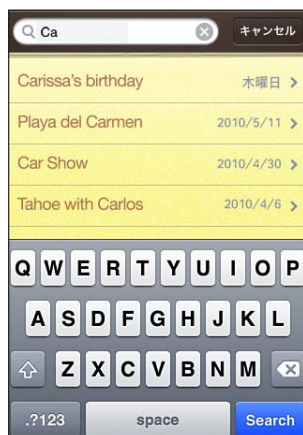 Ca キャンセル
Carissa's birthday 木曜日
Playa del Carmen 2010/5/11
Car Show 2010/4/30
Tahoe with Carlos 2010/4/6
Q W E R T Y U I O P
A S D F G H J K L
Z X C V B N M
.?123 space Search